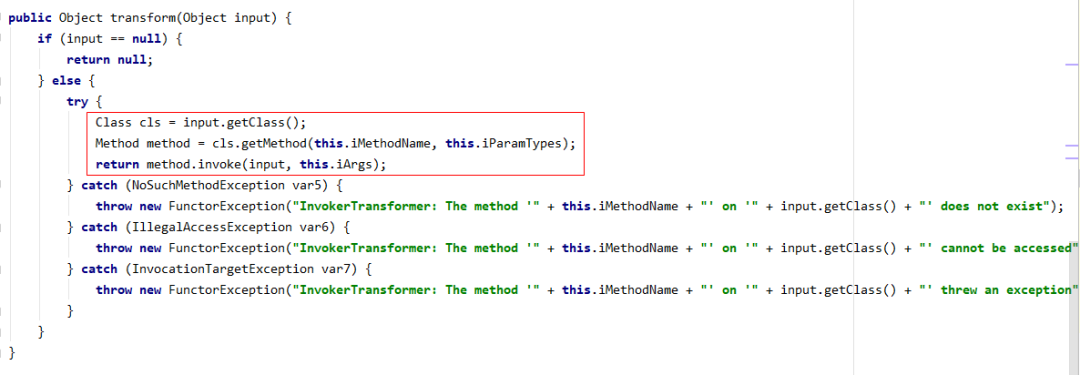 public Object transform(Object input) {
if (input == null) {
return null;
} else {
try {
Class cls = input.getClass();
Method method = cls.getMethod(this.iMethodName, this.iParamTypes);
return method.invoke(input, this.iArgs);
} catch (NoSuchMethodException var5) {
throw new FunctorException("InvokerTransformer: The method '" + this.iMethodName + "' on '" + input.getClass() + "' does not exist");
} catch (IllegalAccessException var6) {
throw new FunctorException("InvokerTransformer: The method '" + this.iMethodName + "' on '" + input.getClass() + "' cannot be accessed"
} catch (InvocationTargetException var7) {
throw new FunctorException("InvokerTransformer: The method '" + this.iMethodName + "' on '" + input.getClass() + "' threw an exception"
}
}
}